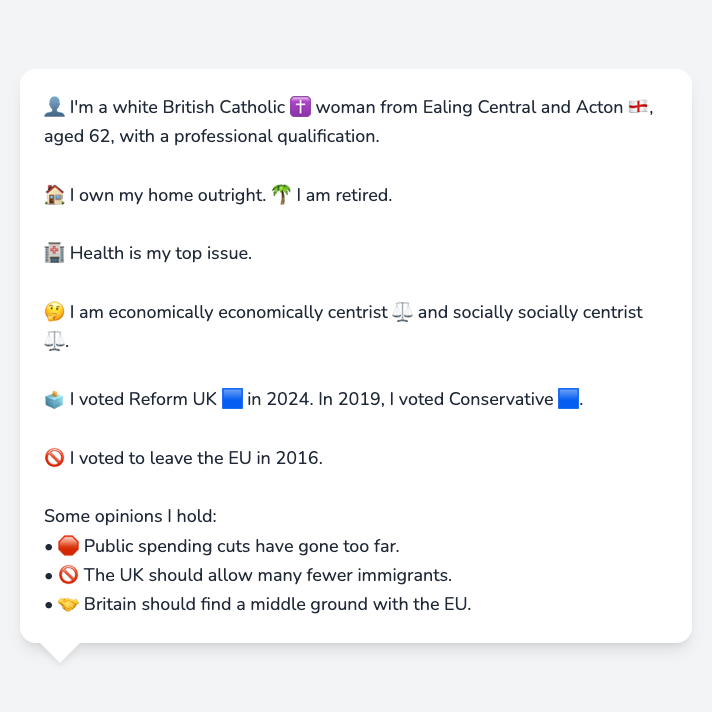 👤 I'm a white British Catholic ✝️ woman from Ealing Central and Acton 🏴󠁧󠁢󠁥󠁮󠁧󠁿,
aged 62, with a professional qualification.
🏠 I own my home outright. 🌴 I am retired.
🏥 Health is my top issue.
🤔 I am economically economically centrist ⚖️ and socially socially centrist
⚖️.
🗳️ I voted Reform UK 🟦 in 2024. In 2019, I voted Conservative 🟦.
🚫 I voted to leave the EU in 2016.
Some opinions I hold:
• 🛑 Public spending cuts have gone too far.
• 🚫 The UK should allow many fewer immigrants.
• 🤝 Britain should find a middle ground with the EU.